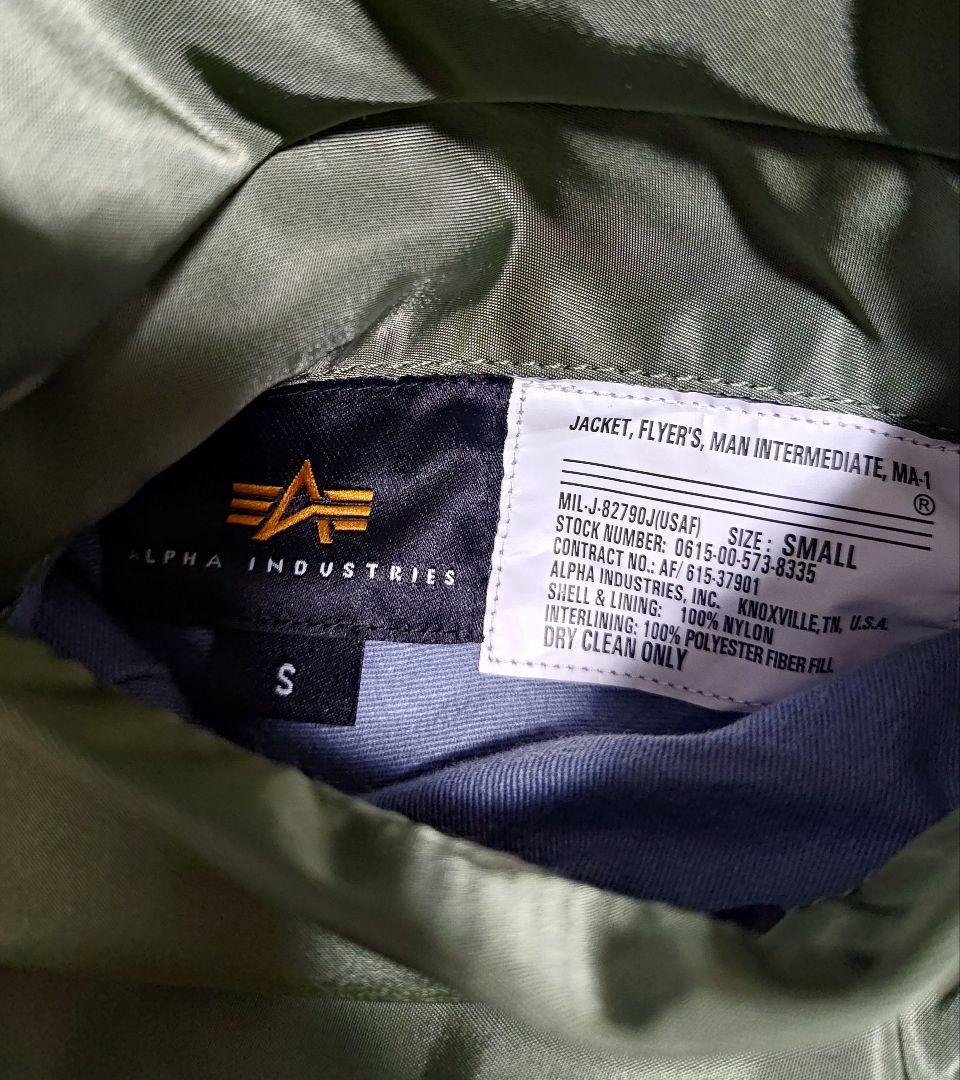 ALPHA INDUSTRIES
S
JACKET, FLYER'S, MAN INTERMEDIATE, MA-1
®
MIL-J-82790J(USAF) SIZE: SMALL
STOCK NUMBER: 0615-00-573-8335
CONTRACT NO.: AF/ 615-37901
ALPHA INDUSTRIES, INC. KNOXVILLE, TN, U.S.A.
SHELL & LINING: 100% NYLON
INTERLINING: 100% POLYESTER FIBER FILL
DRY CLEAN ONLY